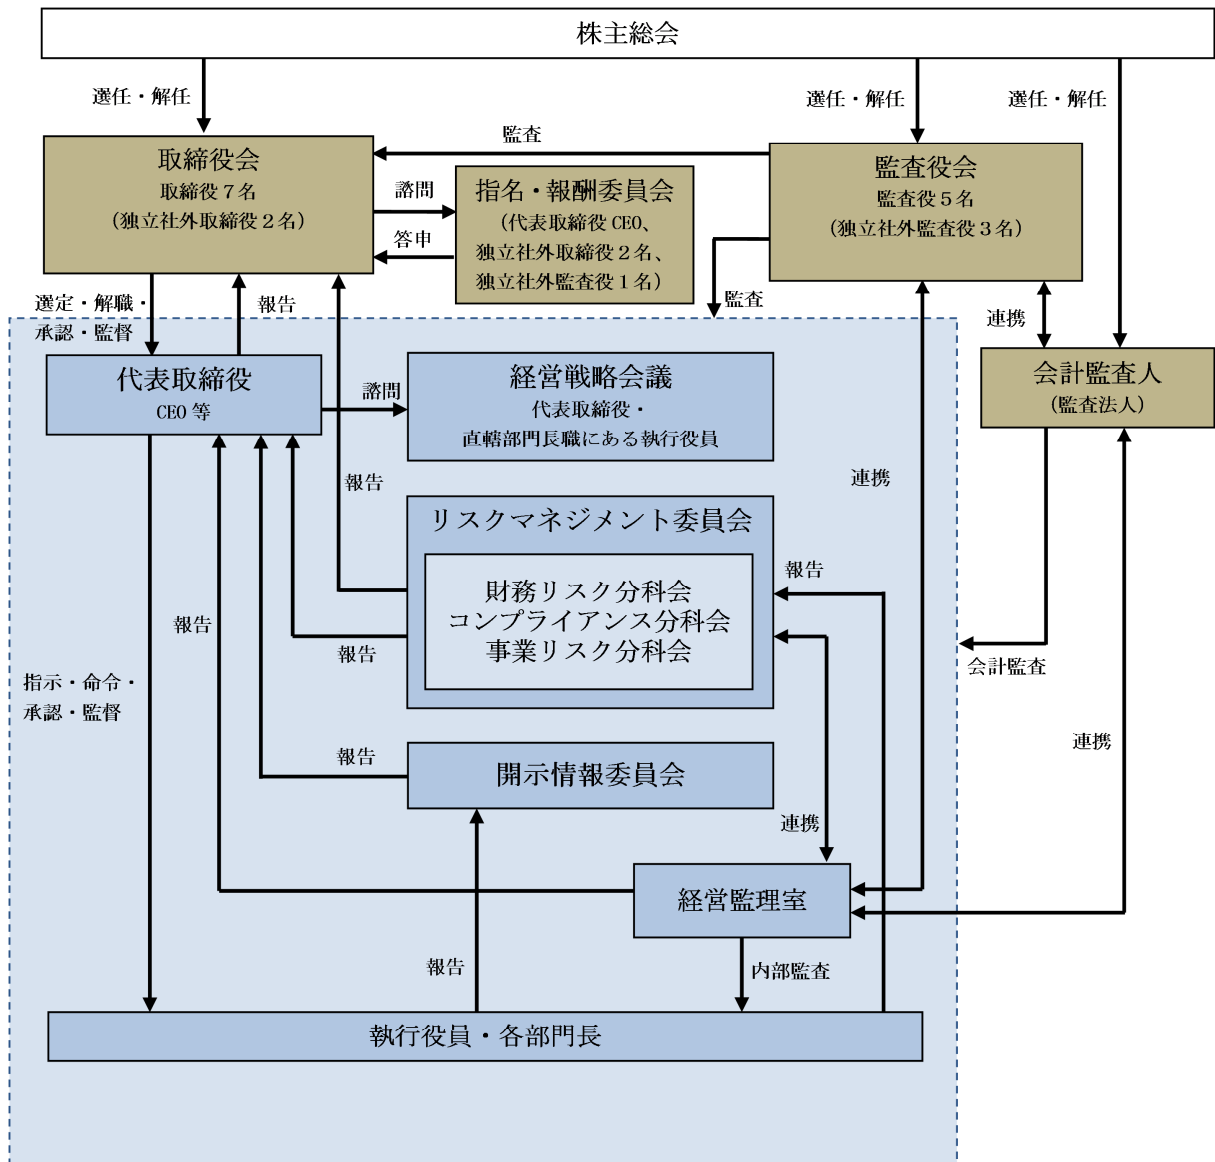 株主総会
選任・解任
選任・解任
選任・解任
取締役会
取締役７名
（独立社外取締役２名）
監査
諮問
答申
指名・報酬委員会
（代表取締役 CEO、
独立社外取締役２名、
独立社外監査役１名）
監査役会
監査役５名
（独立社外監査役３名）
選定・解職・
承認・監督
報告
監査
連携
代表取締役
CEO 等
諮問
経営戦略会議
代表取締役・
直轄部門長職にある執行役員
会計監査人
（監査法人）
報告
連携
リスクマネジメント委員会
財務リスク分科会
コンプライアンス分科会
事業リスク分科会
報告
報告
報告
会計監査
指示・命令・
承認・監督
報告
開示情報委員会
連携
連携
経営監理室
報告
内部監査
執行役員・各部門長